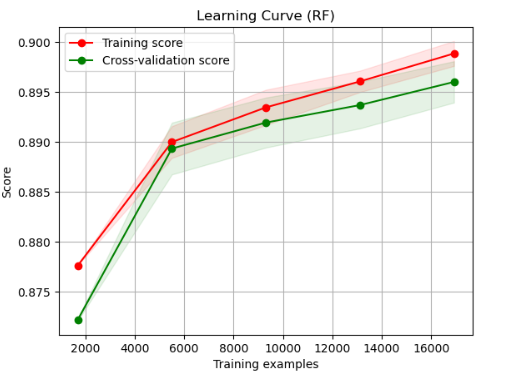 Learning Curve (RF)
Training score
Cross-validation score
0.900
0.895
0.890
0.885
0.880
0.875
Score
2000 4000 6000 8000 10000 12000 14000 16000
Training examples